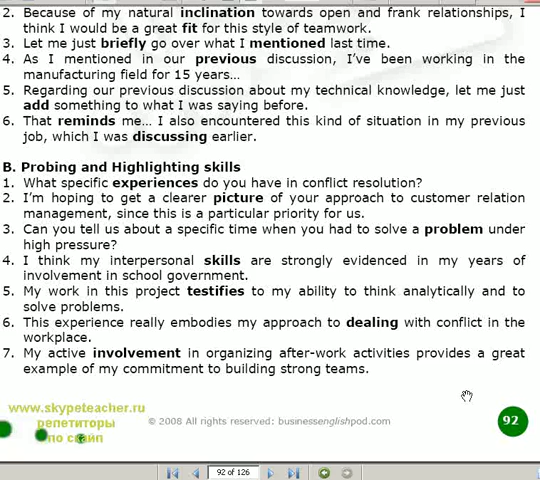 2. Because of my natural inclination towards open and frank relationships, I
think I would be a great fit for this style of teamwork.
3. Let me just briefly go over what I mentioned last time.
4. As I mentioned in our previous discussion, I've been working in the
manufacturing field for 15 years…
5. Regarding our previous discussion about my technical knowledge, let me just
add something to what I was saying before.
6. That reminds me… I also encountered this kind of situation in my previous
job, which I was discussing earlier.
B. Probing and Highlighting skills
1. What specific experiences do you have in conflict resolution?
2. I'm hoping to get a clearer picture of your approach to customer relation
management, since this is a particular priority for us.
3. Can you tell us about a specific time when you had to solve a problem under
high pressure?
4. I think my interpersonal skills are strongly evidenced in my years of
involvement in school government.
5. My work in this project testifies to my ability to think analytically and to
solve problems.
6. This experience really embodies my approach to dealing with conflict in the
workplace.
7. My active involvement in organizing after-work activities provides a great
example of my commitment to building strong teams.
www.skypeteacher.ru
репетиторы
по скайп
© 2008 All rights reserved: businessenglishpod.com
92
92 of 126